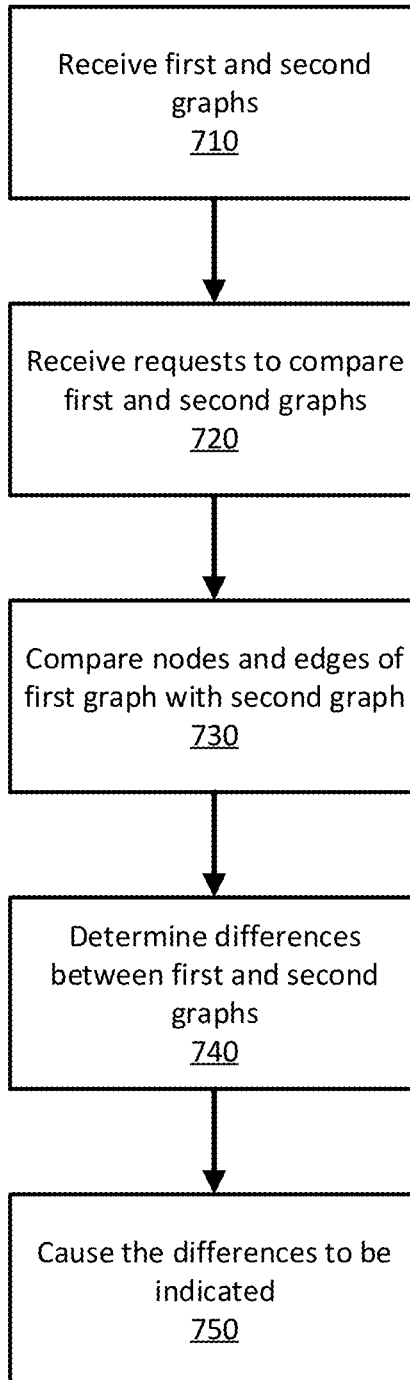 Receive first and second
graphs
710
Receive requests to compare
first and second graphs
720
Compare nodes and edges of
first graph with second graph
730
Determine differences
between first and second
graphs
740
Cause the differences to be
indicated
750